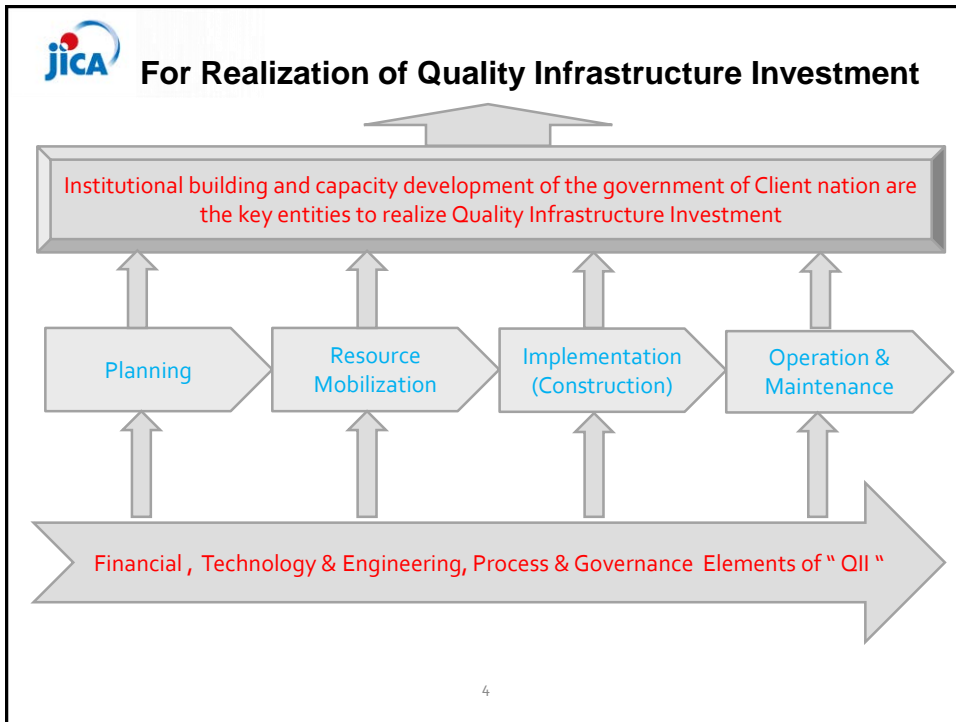 jICA
For Realization of Quality Infrastructure Investment
Institutional building and capacity development of the government of Client nation are
the key entities to realize Quality Infrastructure Investment
Planning
Resource
Mobilization
Implementation
(Construction)
Operation &
Maintenance
Financial , Technology & Engineering, Process & Governance Elements of “ QII “
4